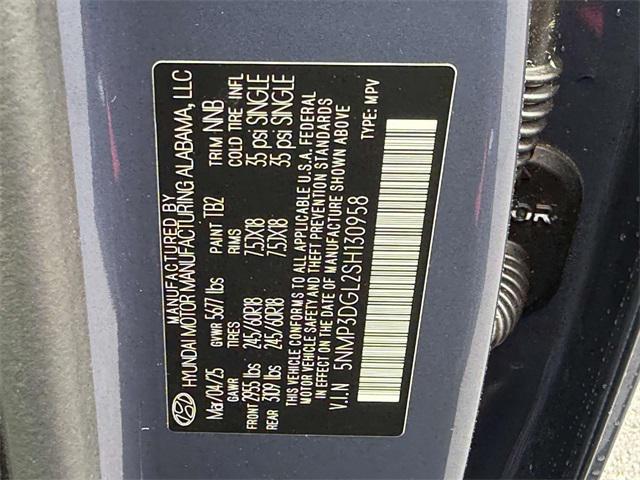 MANUFACTURED BY
HYUNDAI MOTOR MANUFACTURING ALABAMA, LLC
Mar/04/25 GVWR 5677 lbs PAINT TB2 TRIM NNB
GAWR TIRES RIMS COLD TIRE INFL
FRONT 2955 lbs 245/60R18 7.5JX18 35 psi SINGLE
REAR 3109 lbs 245/60R18 7.5JX18 35 psi SINGLE
THIS VEHICLE CONFORMS TO ALL APPLICABLE U.S.A. FEDERAL
MOTOR VEHICLE SAFETY AND THEFT PREVENTION STANDARDS
IN EFFECT ON THE DATE OF MANUFACTURE SHOWN ABOVE
V.I.N 5NMP3DGL2SH130958 TYPE: MPV